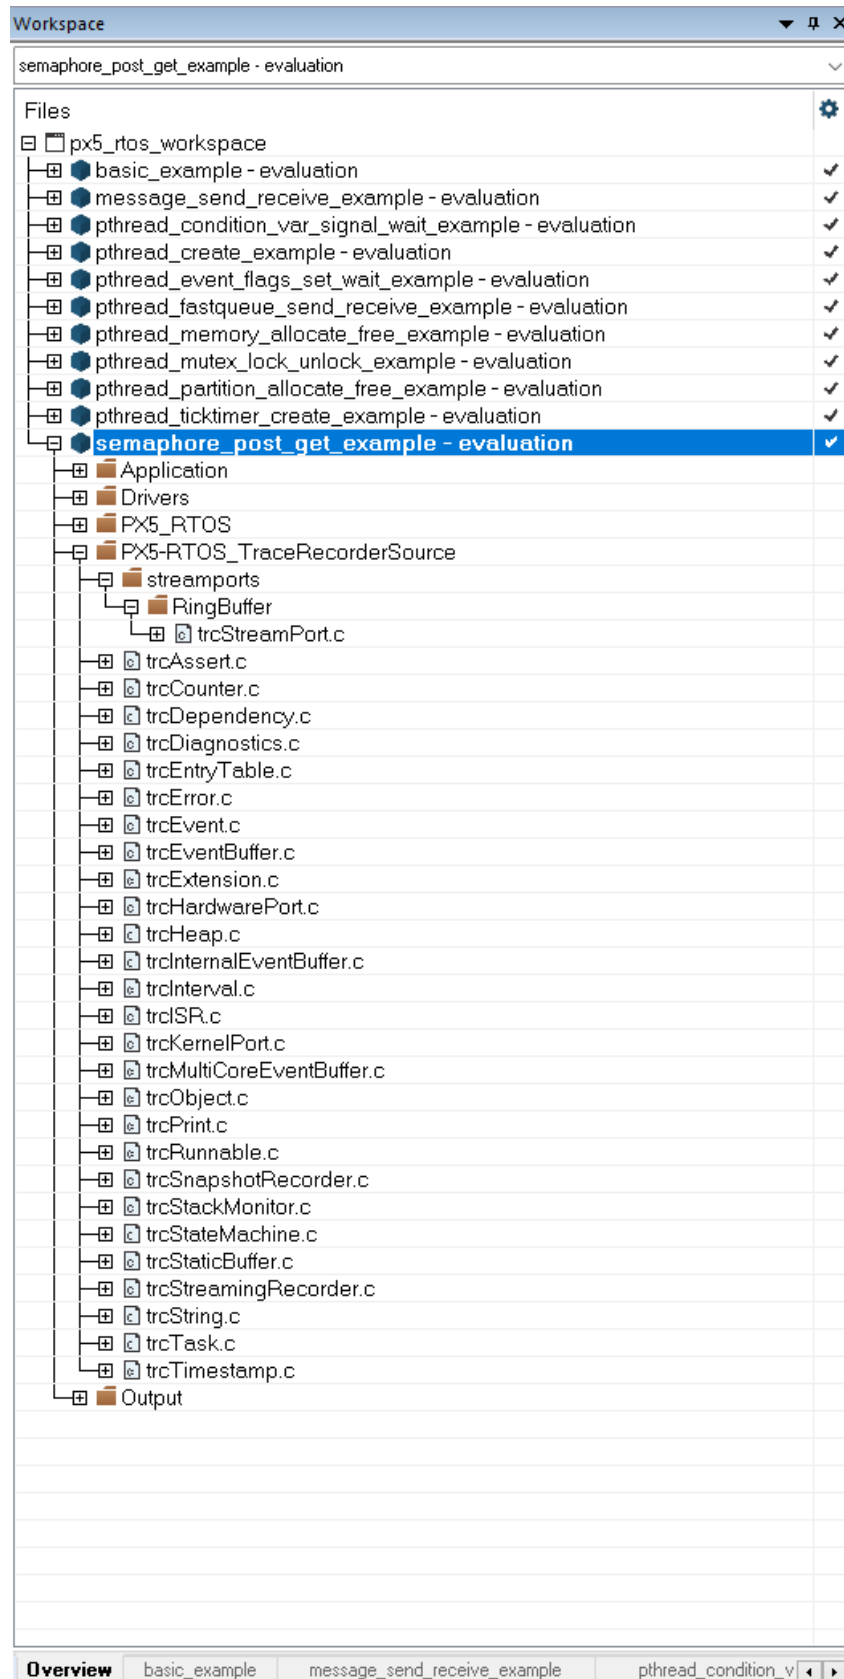 Workspace
semaphore_post_get_example - evaluation
Files
px5_rtos_workspace
basic_example - evaluation
message_send_receive_example - evaluation
pthread_condition_var_signal_wait_example - evaluation
pthread_create_example - evaluation
pthread_event_flags_set_wait_example - evaluation
pthread_fastqueue_send_receive_example - evaluation
pthread_memory_allocate_free_example - evaluation
pthread_mutex_lock_unlock_example - evaluation
pthread_partition_allocate_free_example - evaluation
pthread_ticktimer_create_example - evaluation
semaphore_post_get_example - evaluation
Application
Drivers
PX5_RTOS
PX5-RTOS_TraceRecorderSource
streamports
RingBuffer
trcStreamPort.c
trcAssert.c
trcCounter.c
trcDependency.c
trcDiagnostics.c
trcEntryTable.c
trcError.c
trcEvent.c
trcEventBuffer.c
trcExtension.c
trcHardwarePort.c
trcHeap.c
trcInternalEventBuffer.c
trcInterval.c
trcISR.c
trcKernelPort.c
trcMultiCoreEventBuffer.c
trcObject.c
trcPrint.c
trcRunnable.c
trcSnapshotRecorder.c
trcStackMonitor.c
trcStateMachine.c
trcStaticBuffer.c
trcStreamingRecorder.c
trcString.c
trcTask.c
trcTimestamp.c
Output
Overview basic_example message_send_receive_example pthread_condition_v